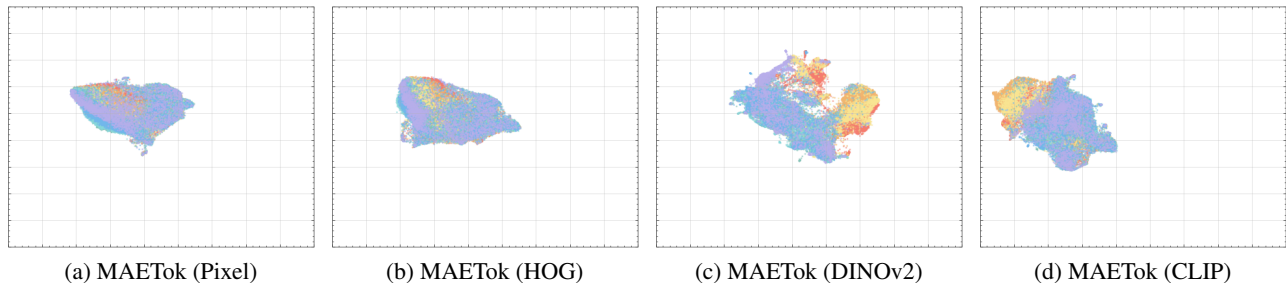 (a) MAETok (Pixel)
(b) MAETok (HOG)
(c) MAETok (DINOv2)
(d) MAETok (CLIP)